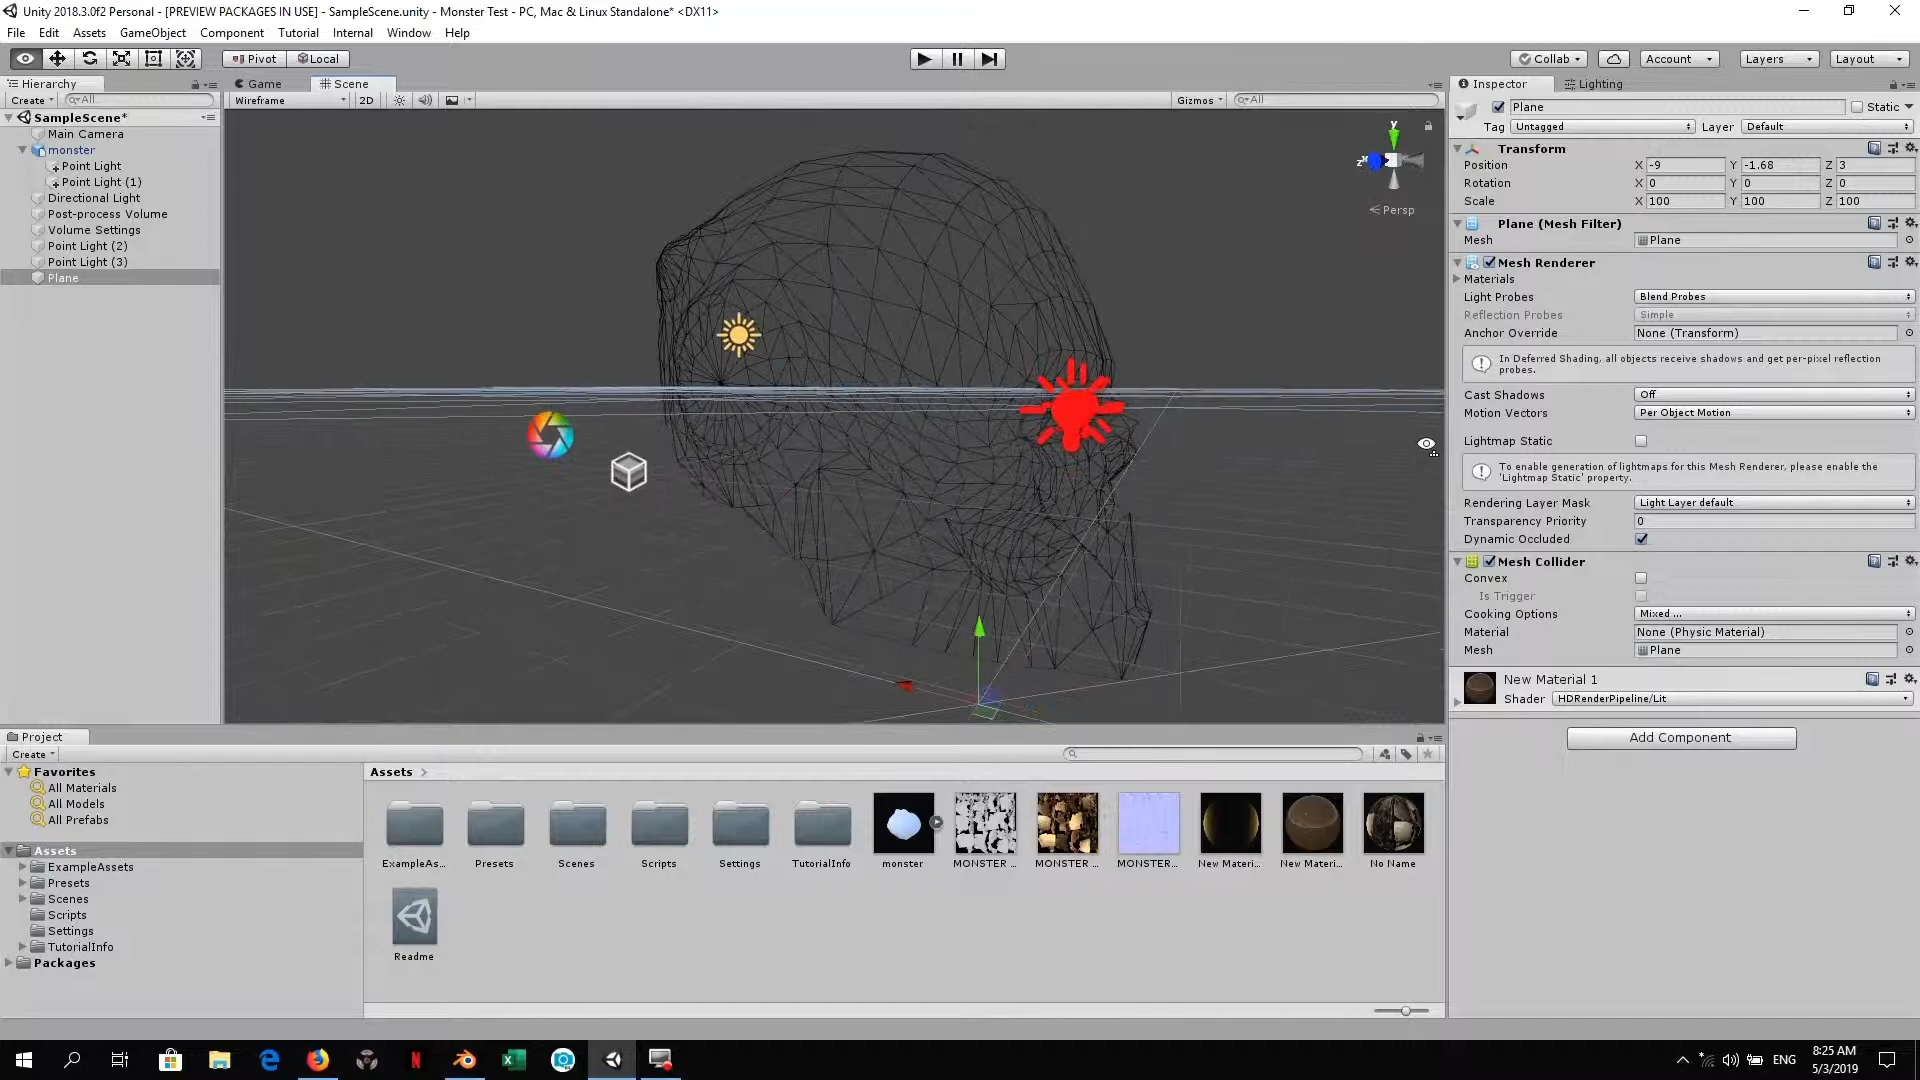 Unity 2018.3.0f2 Personal - [PREVIEW PACKAGES IN USE] - SampleScene.unity - Monster Test - PC, Mac & Linux Standalone* <DX11>
File Edit Assets GameObject Component Tutorial Internal Window Help
Pivot Local Collab Account Layers Layout
Hierarchy
Create All
SampleScene*
Main Camera
monster
Point Light
Point Light (1)
Directional Light
Post-process Volume
Volume Settings
Point Light (2)
Point Light (3)
Plane
Game Scene
Wireframe 2D Gizmos All
y
z
Persp
Inspector Lighting
Plane Static
Tag Untagged Layer Default
Transform
Position X -9 Y -1.68 Z 3
Rotation X 0 Y 0 Z 0
Scale X 100 Y 100 Z 100
Plane (Mesh Filter)
Mesh Plane
Mesh Renderer
Materials
Light Probes Blend Probes
Reflection Probes Simple
Anchor Override None (Transform)
In Deferred Shading, all objects receive shadows and get per-pixel reflection
probes.
Cast Shadows Off
Motion Vectors Per Object Motion
Lightmap Static
To enable generation of lightmaps for this Mesh Renderer, please enable the
'Lightmap Static' property.
Rendering Layer Mask Light Layer default
Transparency Priority 0
Dynamic Occluded
Mesh Collider
Convex
Is Trigger
Cooking Options Mixed ...
Material None (Physic Material)
Mesh Plane
New Material 1
Shader HDRenderPipeline/Lit
Add Component
Project
Create
Favorites
All Materials
All Models
All Prefabs
Assets
ExampleAssets
Presets
Scenes
Scripts
Settings
TutorialInfo
Packages
Assets
ExampleAs... Presets Scenes Scripts Settings TutorialInfo monster MONSTER ... MONSTER ... MONSTER... New Materi... New Materi... No Name
Readme
ENG
8:25 AM
5/3/2019